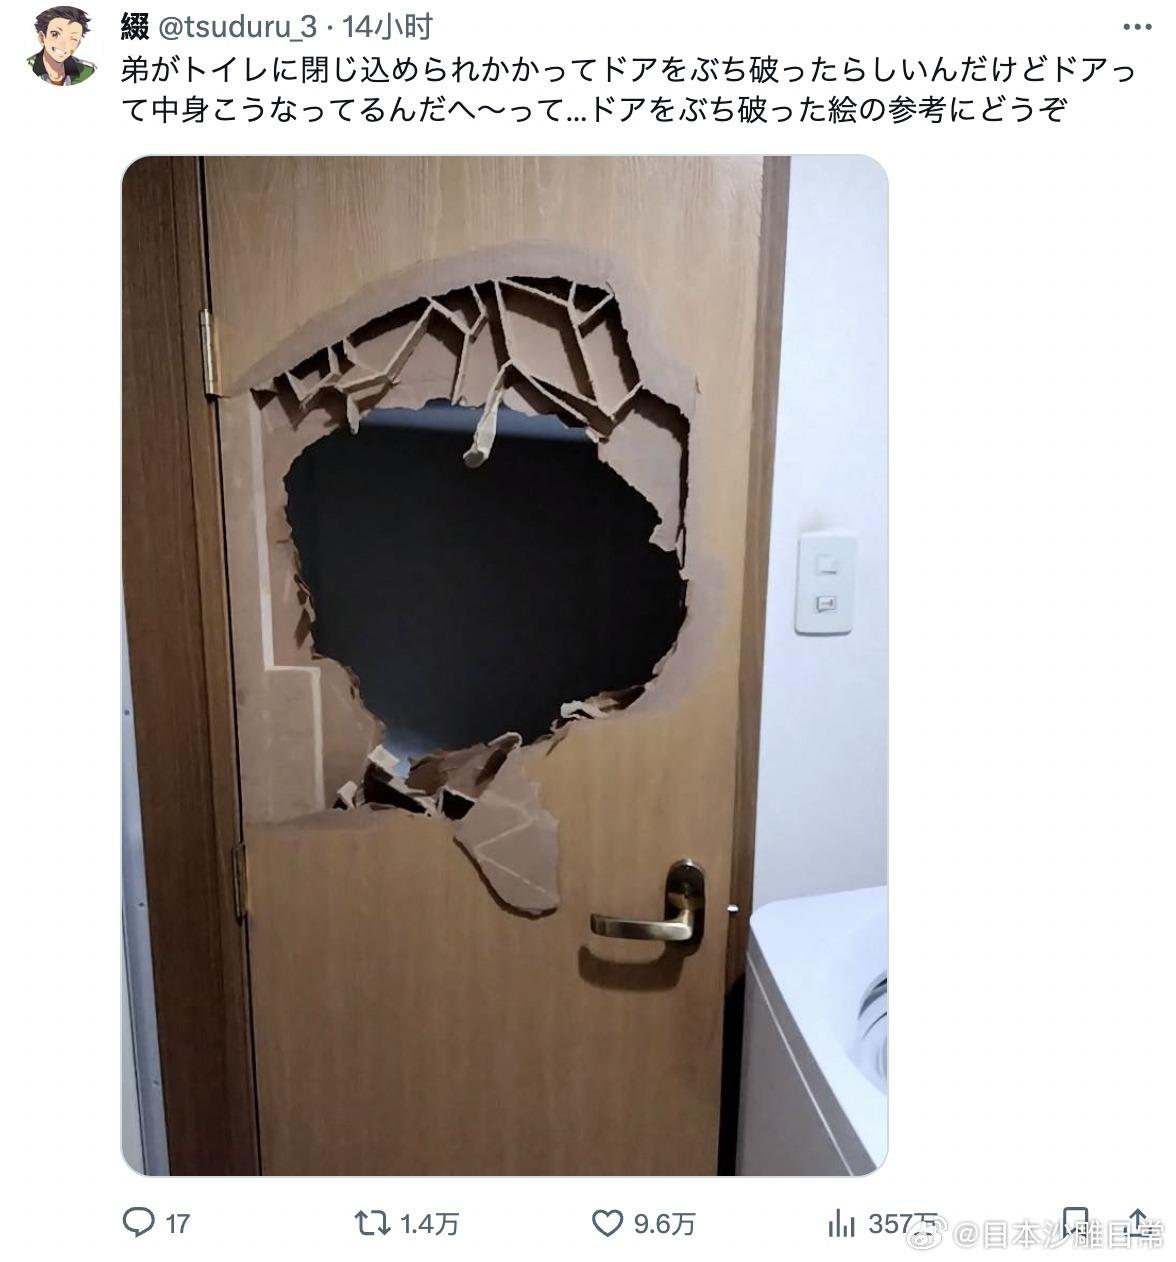 綴 @tsuduru_3 · 14小时
弟がトイレに閉じ込められかかってドアをぶち破ったらしいんだけどドアっ
て中身こうなってるんだへ〜って...ドアをぶち破った絵の参考にどうぞ
17 1.4万 9.6万 357万
@日本沙雕日常